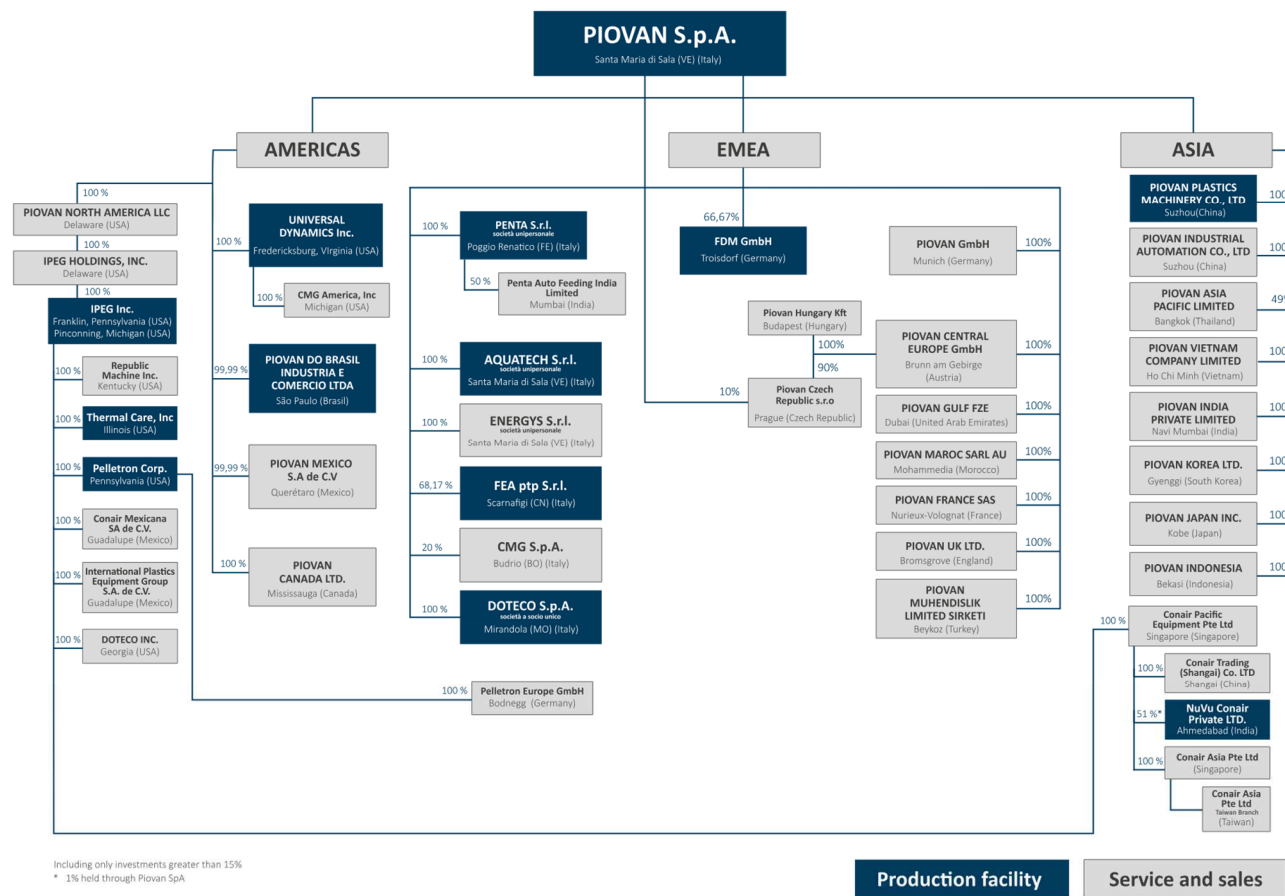 PIOVAN S.p.A.
Santa Maria di Sala (VE) (Italy)
AMERICAS
EMEA
ASIA
100 %
PIOVAN NORTH AMERICA LLC
Delaware (USA)
100 %
IPEG HOLDINGS, INC.
Delaware (USA)
100 %
IPEG Inc.
Franklin, Pennsylvania (USA)
Pinconning, Michigan (USA)
100 %
Republic
Machine Inc.
Kentucky (USA)
100 %
Thermal Care, Inc
Illinois (USA)
100 %
Pelletron Corp.
Pennsylvania (USA)
100 %
Conair Mexicana
SA de C.V.
Guadalupe (Mexico)
100 %
International Plastics
Equipment Group
S.A. de C.V.
Guadalupe (Mexico)
100 %
DOTECO INC.
Georgia (USA)
100 %
UNIVERSAL
DYNAMICS Inc.
Fredericksburg, VIrginia (USA)
100 %
CMG America, Inc
Michigan (USA)
99,99 %
PIOVAN DO BRASIL
INDUSTRIA E
COMERCIO LTDA
São Paulo (Brasil)
99,99 %
PIOVAN MEXICO
S.A de C.V
Querétaro (Mexico)
100 %
PIOVAN
CANADA LTD.
Mississauga (Canada)
100 %
PENTA S.r.l.
società unipersonale
Poggio Renatico (FE) (Italy)
50 %
Penta Auto Feeding India
Limited
Mumbai (India)
100 %
AQUATECH S.r.l.
società unipersonale
Santa Maria di Sala (VE) (Italy)
100 %
ENERGYS S.r.l.
società unipersonale
Santa Maria di Sala (VE) (Italy)
68,17 %
FEA ptp S.r.l.
Scarnafigi (CN) (Italy)
20 %
CMG S.p.A.
Budrio (BO) (Italy)
100 %
DOTECO S.p.A.
società a socio unico
Mirandola (MO) (Italy)
100 %
Pelletron Europe GmbH
Bodnegg (Germany)
66,67%
FDM GmbH
Troisdorf (Germany)
PIOVAN GmbH
Munich (Germany)
100%
Piovan Hungary Kft
Budapest (Hungary)
100%
90%
10%
Piovan Czech
Republic s.r.o
Prague (Czech Republic)
PIOVAN CENTRAL
EUROPE GmbH
Brunn am Gebirge
(Austria)
100%
PIOVAN GULF FZE
Dubai (United Arab Emirates)
100%
PIOVAN MAROC SARL AU
Mohammedia (Morocco)
100%
PIOVAN FRANCE SAS
Nurieux-Volognat (France)
100%
PIOVAN UK LTD.
Bromsgrove (England)
100%
PIOVAN
MUHENDISLIK
LIMITED SIRKETI
Beykoz (Turkey)
100%
PIOVAN PLASTICS
MACHINERY CO., LTD
Suzhou(China)
100
PIOVAN INDUSTRIAL
AUTOMATION CO., LTD
Suzhou (China)
100
PIOVAN ASIA
PACIFIC LIMITED
Bangkok (Thailand)
49
PIOVAN VIETNAM
COMPANY LIMITED
Ho Chi Minh (Vietnam)
100
PIOVAN INDIA
PRIVATE LIMITED
Navi Mumbai (India)
100
PIOVAN KOREA LTD.
Gyenggi (South Korea)
100
PIOVAN JAPAN INC.
Kobe (Japan)
100
PIOVAN INDONESIA
Bekasi (Indonesia)
100
100 %
Conair Pacific
Equipment Pte Ltd
Singapore (Singapore)
100 %
Conair Trading
(Shangai) Co. LTD
Shangai (China)
51 %*
NuVu Conair
Private LTD.
Ahmedabad (India)
100 %
Conair Asia Pte Ltd
(Singapore)
Conair Asia
Pte Ltd
Taiwan Branch
(Taiwan)
Including only investments greater than 15%
* 1% held through Piovan SpA
Production facility
Service and sales